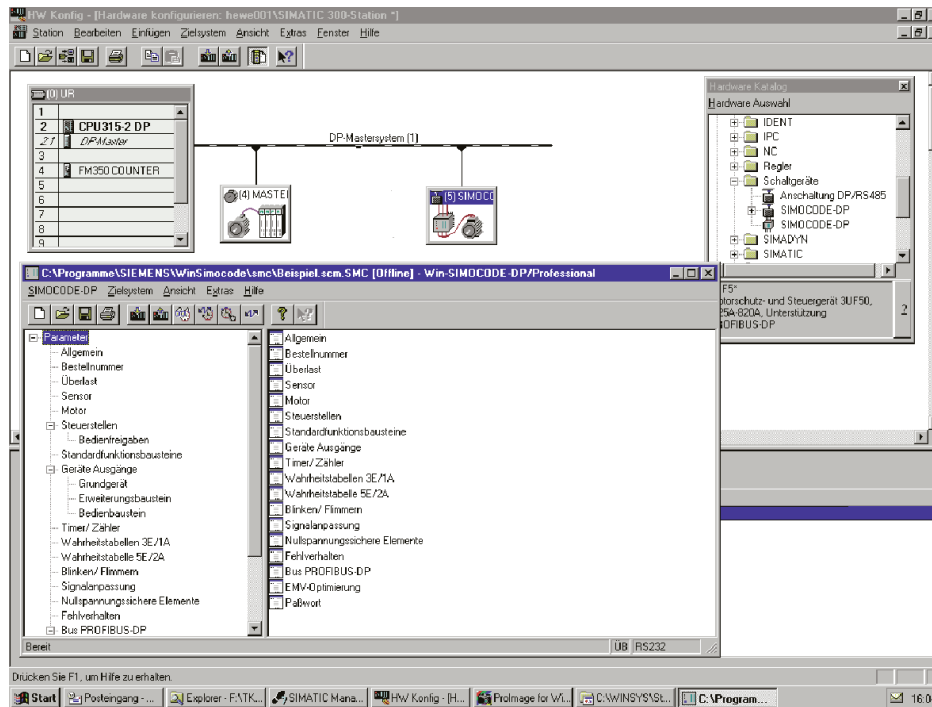 HW Konfig - [Hardware konfigurieren: hewe001\SIMATIC 300-Station *]
Station Bearbeiten Einfügen Zielsystem Ansicht Extras Fenster Hilfe
(0) UR
1
2 CPU315-2 DP
2.1 DP-Master
3
4 FM350 COUNTER
5
6
7
8
9
DP-Mastersystem (1)
(4) MASTE
(5) SIMOCO
Hardware Katalog
Hardware Auswahl
IDENT
IPC
NC
Regler
Schaltgeräte
Anschaltung DP/RS485
SIMOCODE-DP
SIMOCODE-DP
SIMADYN
SIMATIC
F5*
otorschutz- und Steuergerät 3UF50,
25A-820A, Unterstützung
ROFIBUS-DP
?
C:\Programme\SIEMENS\WinSimocode\smc\Beispiel.scm.SMC [Offline] - Win-SIMOCODE-DP/Professional
SIMOCODE-DP Zielsystem Ansicht Extras Hilfe
Parameter
Allgemein
Bestellnummer
Überlast
Sensor
Motor
Steuerstellen
Bedienfreigaben
Standardfunktionsbausteine
Geräte Ausgänge
Grundgerät
Erweiterungsbaustein
Bedienbaustein
Timer/ Zähler
Wahrheitstabellen 3E/1A
Wahrheitstabelle 5E/2A
Blinken/ Flimmern
Signalanpassung
Nullspannungssichere Elemente
Fehlverhalten
Bus PROFIBUS-DP
Allgemein
Bestellnummer
Überlast
Sensor
Motor
Steuerstellen
Standardfunktionsbausteine
Geräte Ausgänge
Timer/ Zähler
Wahrheitstabellen 3E/1A
Wahrheitstabelle 5E/2A
Blinken/ Flimmern
Signalanpassung
Nullspannungssichere Elemente
Fehlverhalten
Bus PROFIBUS-DP
EMV-Optimierung
Paßwort
Bereit ÜB RS232
Drücken Sie F1, um Hilfe zu erhalten.
Start Posteingang - ... Explorer - F:\TK... SIMATIC Mana... HW Konfig - [H... ProImage for Wi... C:\WINSYS\St... C:\Program... 16:0